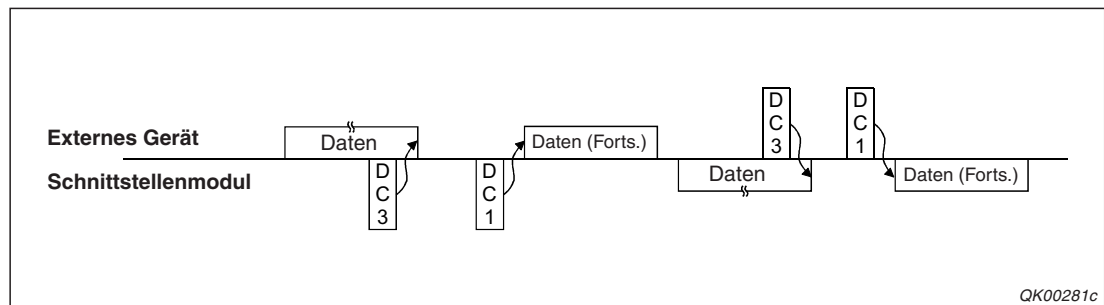 D
C
3
D
C
1
Externes Gerät
Daten
Daten (Forts.)
Schnittstellenmodul
D
C
3
D
C
1
Daten
Daten (Forts.)
QK00281c